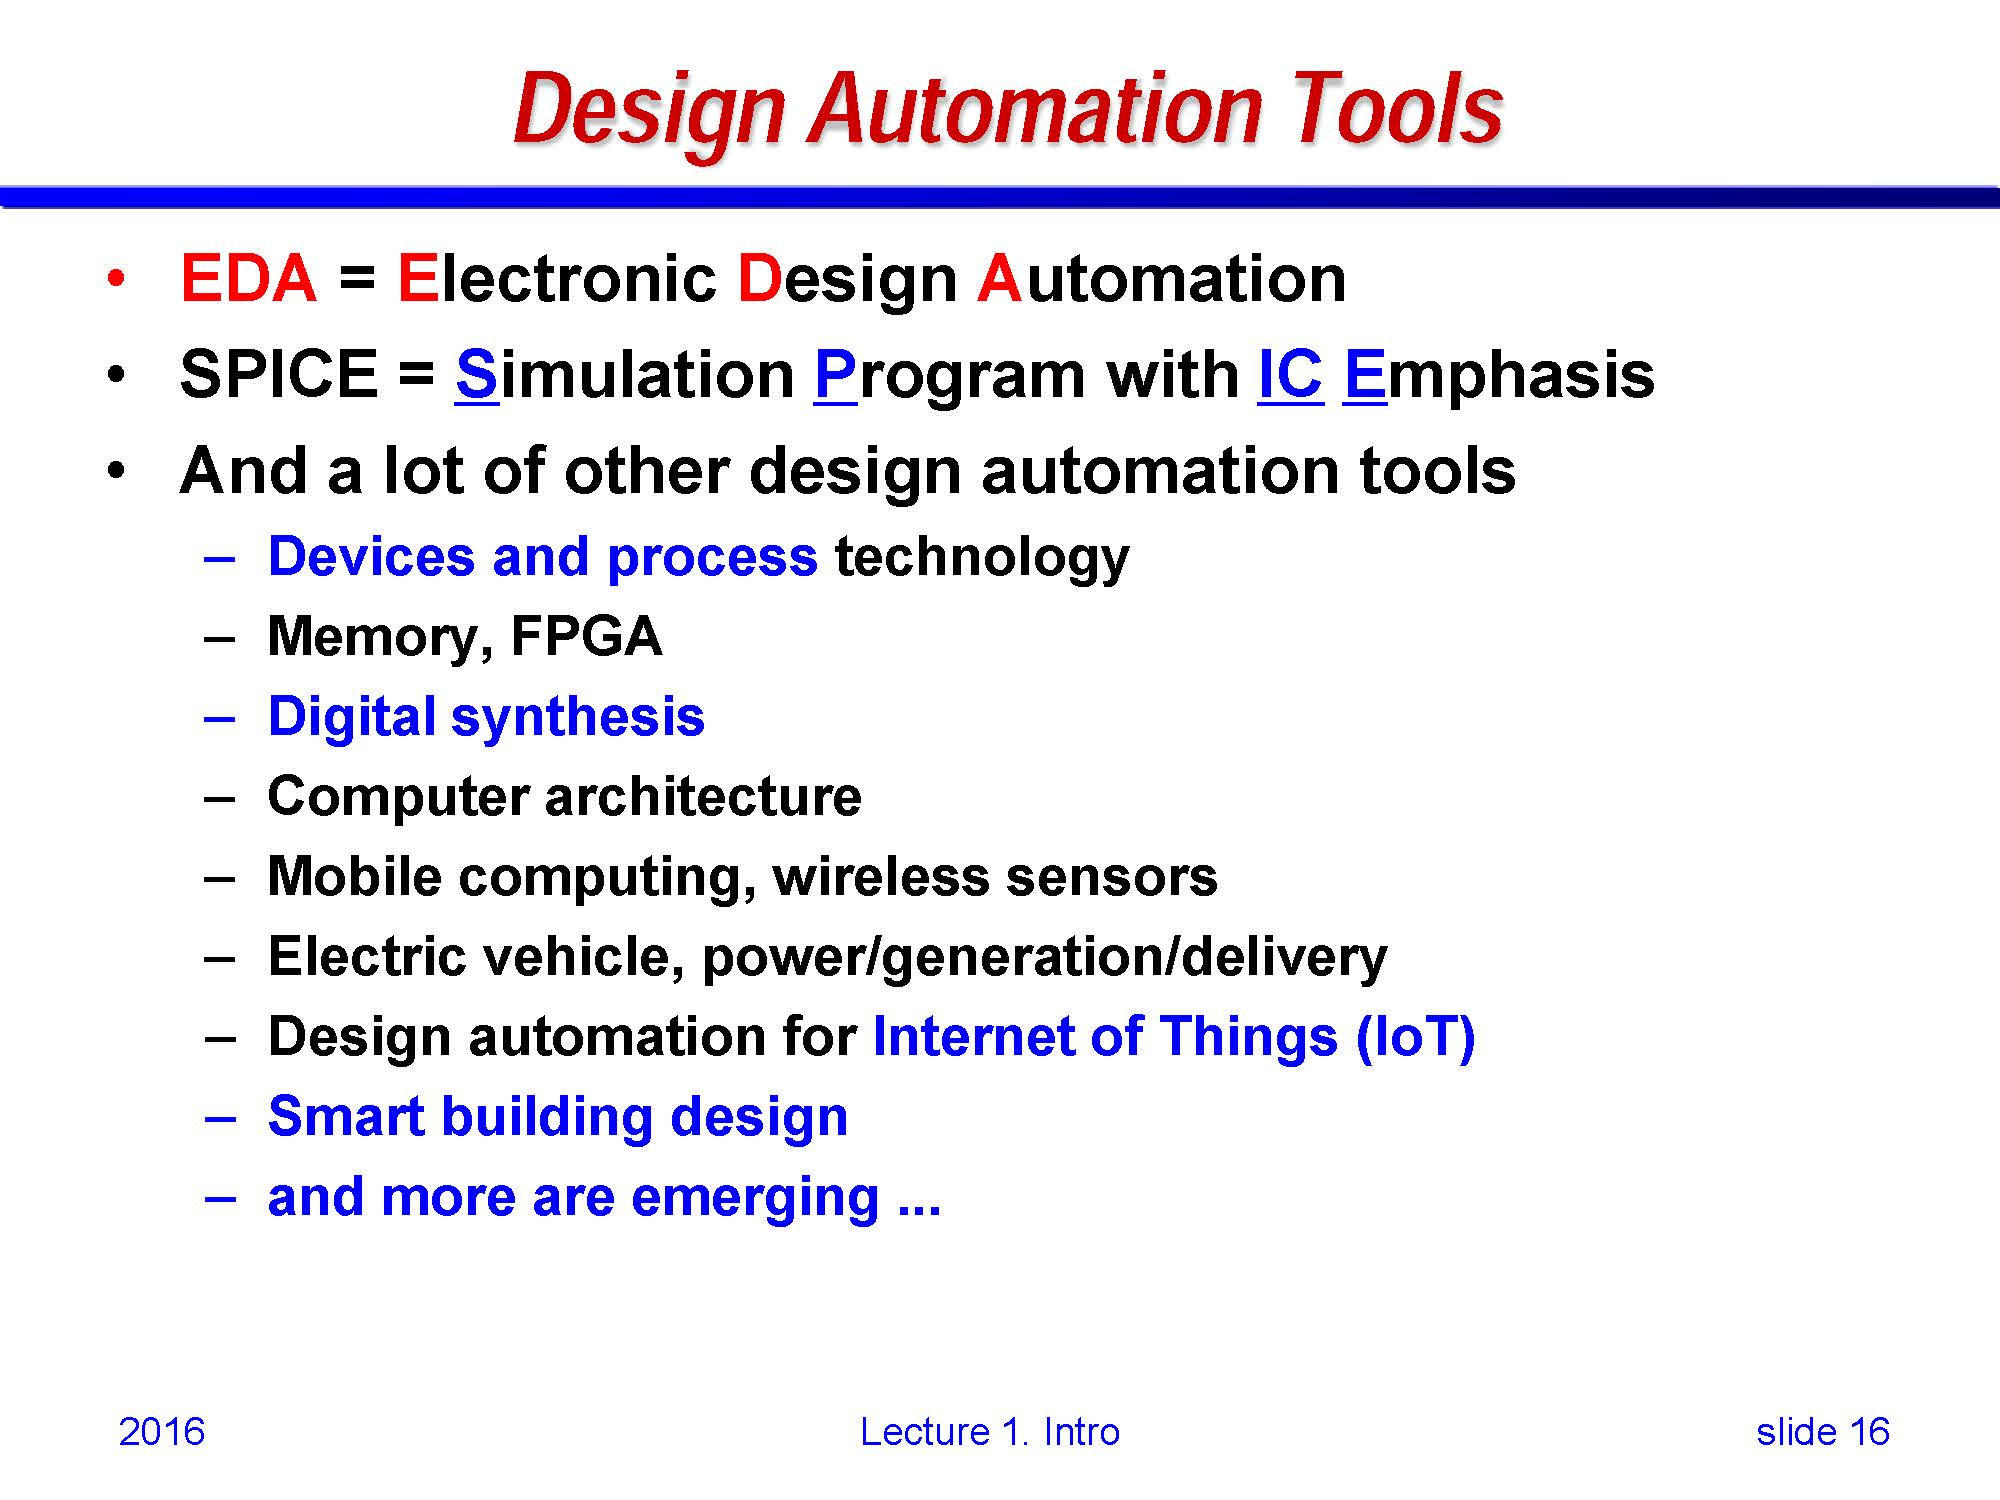 Design Automation Tools
• EDA = Electronic Design Automation
• SPICE = Simulation Program with IC Emphasis
• And a lot of other design automation tools
– Devices and process technology
– Memory, FPGA
– Digital synthesis
– Computer architecture
– Mobile computing, wireless sensors
– Electric vehicle, power/generation/delivery
– Design automation for Internet of Things (IoT)
– Smart building design
– and more are emerging ...
2016 Lecture 1. Intro slide 16